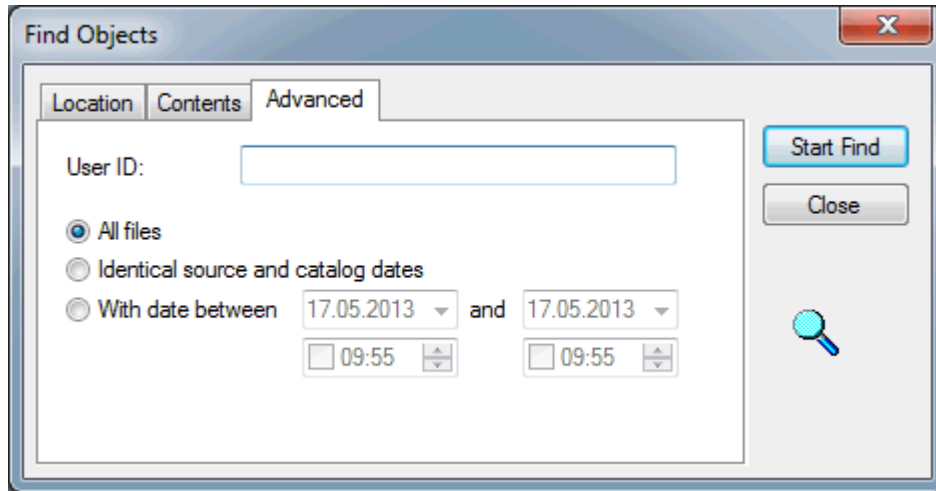 Find Objects
Location Contents Advanced
User ID:
Start Find
Close
All files
Identical source and catalog dates
With date between 17.05.2013 and 17.05.2013
09:55 09:55